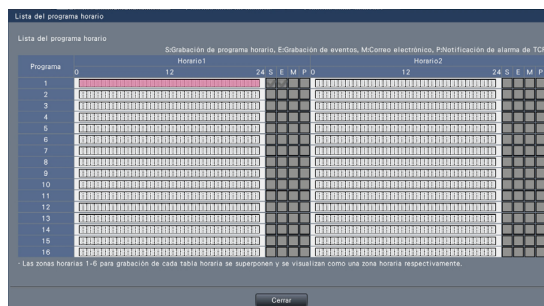 Lista del programa horario
Lista del programa horario
S:Grabación de programa horario, E:Grabación de eventos, M:Correo electrónico, P:Notificación de alarma de TCP
Programa Horario1 Horario2
0 12 24 S E M P 0 12 24 S E M P
1
2
3
4
5
6
7
8
9
10
11
12
13
14
15
16
- Las zonas horarias 1-6 para grabación de cada tabla horaria se superponen y se visualizan como una zona horaria respectivamente.
Cerrar